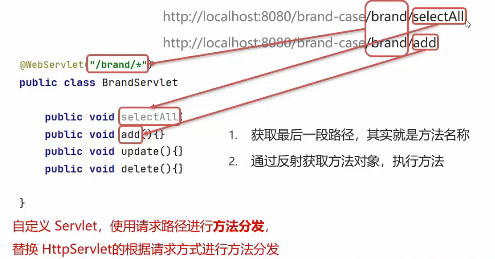 http://localhost:8080/brand-case/brand/selectAll
http://localhost:8080/brand-case/brand/add
@WebServlet("/brand/*")
public class BrandServlet
public void selectAll
public void add(){}
public void update(){}
public void delete(){}
}
1. 获取最后一段路径，其实就是方法名称
2. 通过反射获取方法对象，执行方法
自定义 Servlet，使用请求路径进行方法分发，
替换 HttpServlet的根据请求方式进行方法分发